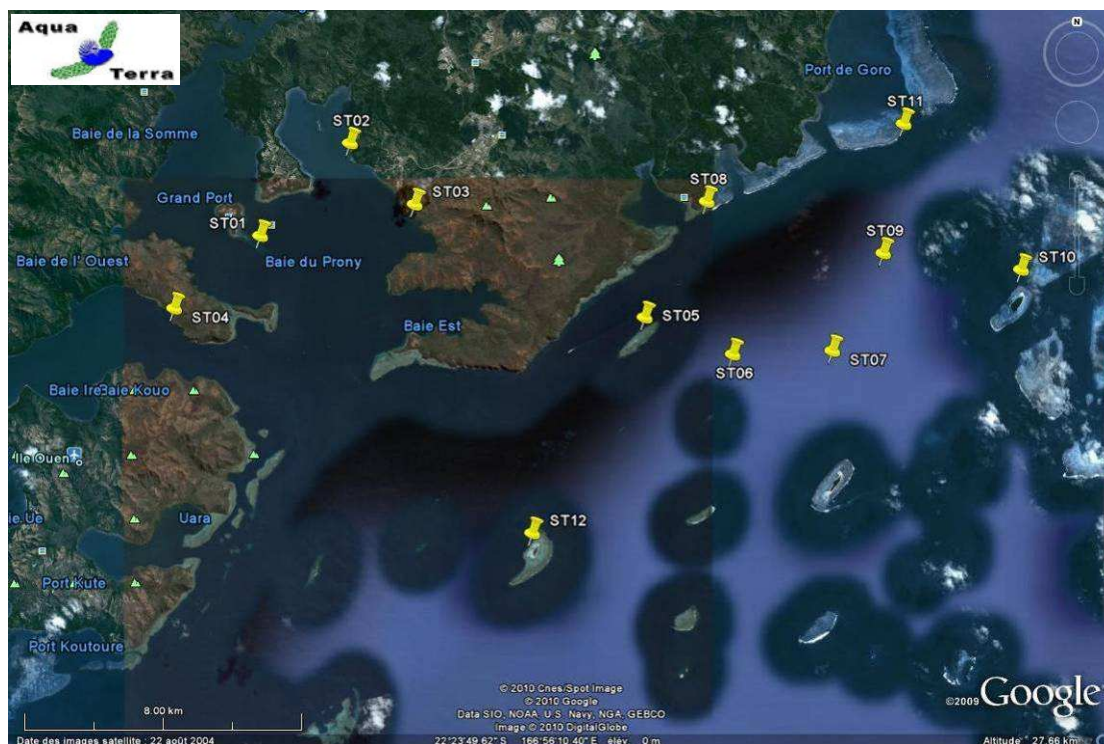 Aqua
Terra
Port de Goro
ST11
Baie de la Somme
ST02
Grand Port
ST03
ST08
ST01
ST09
Baie de l' Ouest
Baie du Prony
ST10
ST04
ST05
Baie Est
ST07
ST06
Baie Kouo
Ile Ouen
ST12
Uara
Port Kute
Port Koutoure
8.00 km
© 2010 Cnes/Spot Image
© 2010 Google
Data SIO, NOAA, U.S. Navy, NGA, GEBCO
Image © 2010 DigitalGlobe
©2009 Google
Date des images satellite : 22 août 2004
22°23'49.62" S 166°56'10.40" E élév. 0 m
Altitude 27.66 km
N